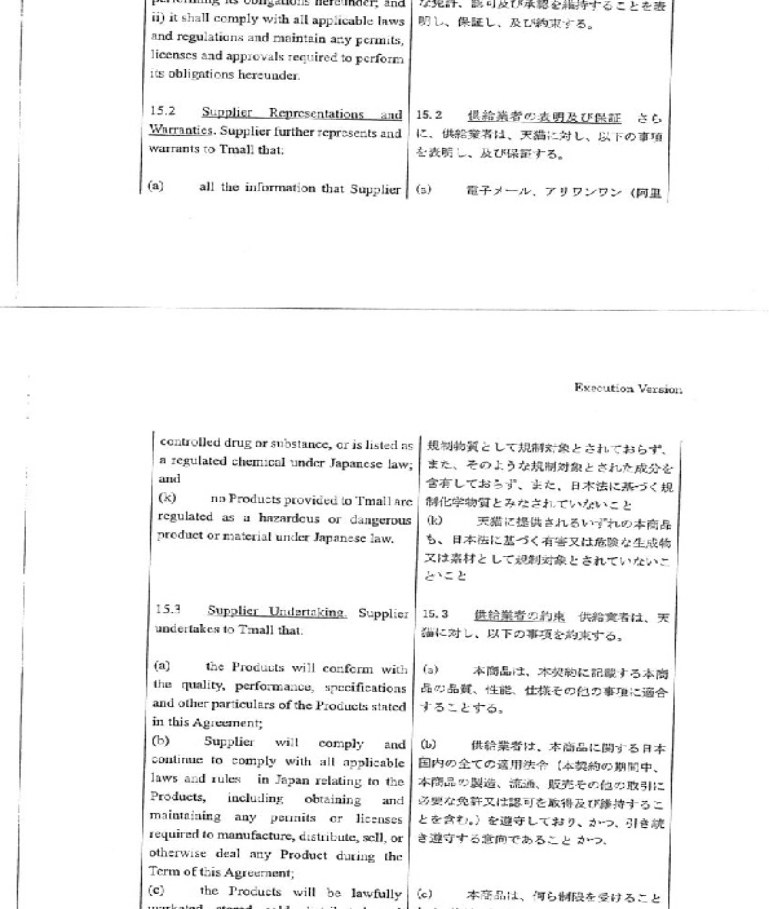 performing its obligations hereunder; and
ii) it shall comply with all applicable laws
and regulations and maintain any permits,
licenses and approvals required to perform
its obligations hereunder.
な免許、認可及び承認を維持することを表
明し、保証し、及び約束する。
15.2 Supplier Representations and
Warranties. Supplier further represents and
warrants to Tmall that:
15.2 供給業者の表明及び保証 さら
に、供給業者は、天猫に対し、以下の事項
を表明し、及び保証する。
(a) all the information that Supplier
(a) 電子メール、アリワンワン（阿里
Execution Version
controlled drug or substance, or is listed as
a regulated chemical under Japanese law;
and
(k) no Products provided to Tmall are
regulated as a hazardous or dangerous
product or material under Japanese law.
規制物質として規制対象とされておらず、
また、そのような規制対象とされた成分を
含有しておらず、また、日本法に基づく規
制化学物質とみなされていないこと
(k) 天猫に提供されるいずれの本商品
も、日本法に基づく有害又は危険な生成物
又は素材として規制対象とされていないこ
といこと
15.3 Supplier Undertaking. Supplier
undertakes to Tmall that.
15.3 供給業者の約束 供給業者は、天
猫に対し、以下の事項を約束する。
(a) the Products will conform with
the quality, performance, specifications
and other particulars of the Products stated
in this Agreement;
(a) 本商品は、本契約に記載する本商
品の品質、性能、仕様その他の事項に適合
することする。
(b) Supplier will comply and
continue to comply with all applicable
laws and rules in Japan relating to the
Products, including obtaining and
maintaining any permits or licenses
required to manufacture, distribute, sell, or
otherwise deal any Product during the
Term of this Agreement;
(b) 供給業者は、本商品に関する日本
国内の全ての適用法令（本契約の期間中、
本商品の製造、流通、販売その他の取引に
必要な免許又は認可を取得及び維持するこ
とを含む。）を遵守しており、かつ、引き続
き遵守する意向であること かつ、
(c) the Products will be lawfully
(c) 本商品は、何ら制限を受けること